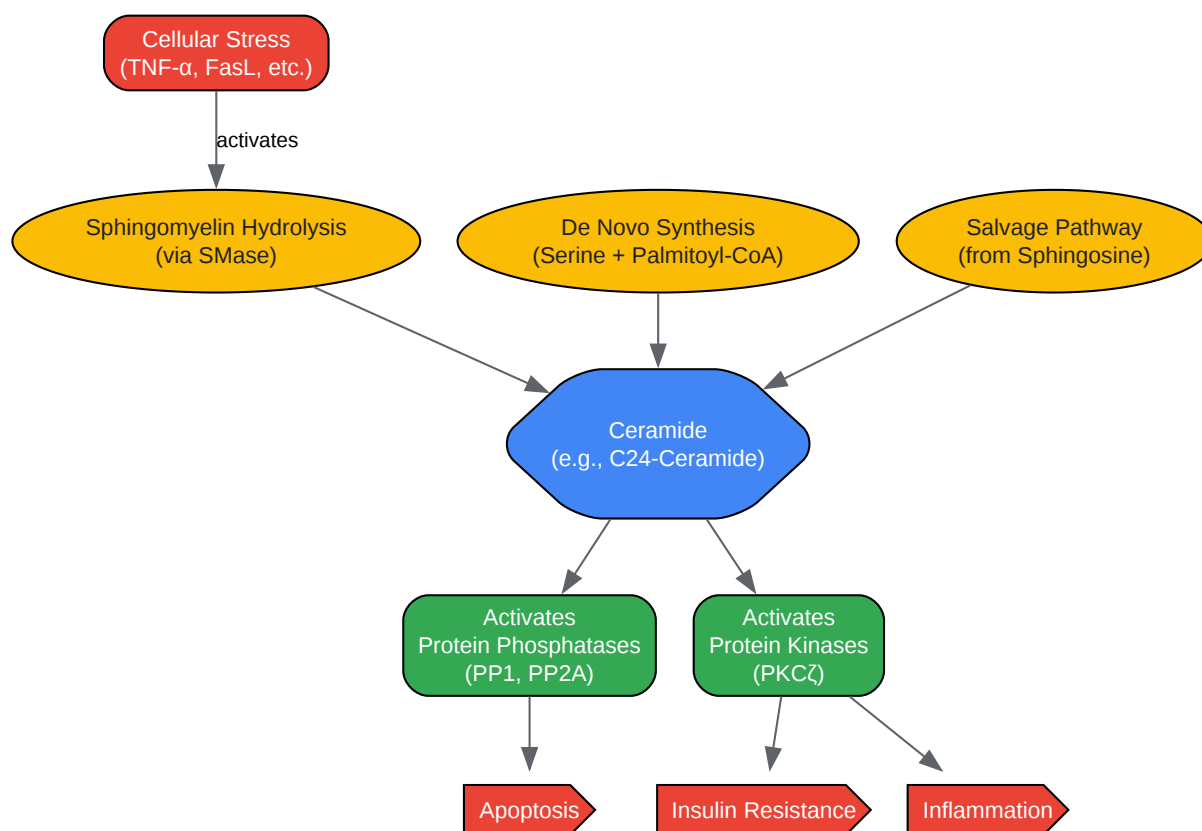 Cellular Stress
(TNF-α, FasL, etc.)
activates
Sphingomyelin Hydrolysis
(via SMase)
De Novo Synthesis
(Serine + Palmitoyl-CoA)
Salvage Pathway
(from Sphingosine)
Ceramide
(e.g., C24-Ceramide)
Activates
Protein Phosphatases
(PP1, PP2A)
Activates
Protein Kinases
(PKCζ)
Apoptosis
Insulin Resistance
Inflammation